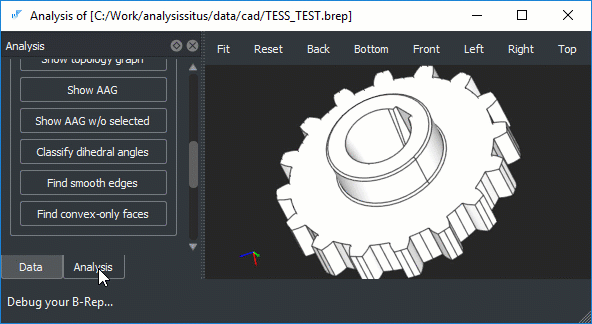 Analysis of [C:/Work/analysissitus/data/cad/TESS_TEST.brep]
Analysis
Fit Reset Back Bottom Front Left Right Top
Show topology graph
Show AAG
Show AAG w/o selected
Classify dihedral angles
Find smooth edges
Find convex-only faces
Data Analysis
Debug your B-Rep...